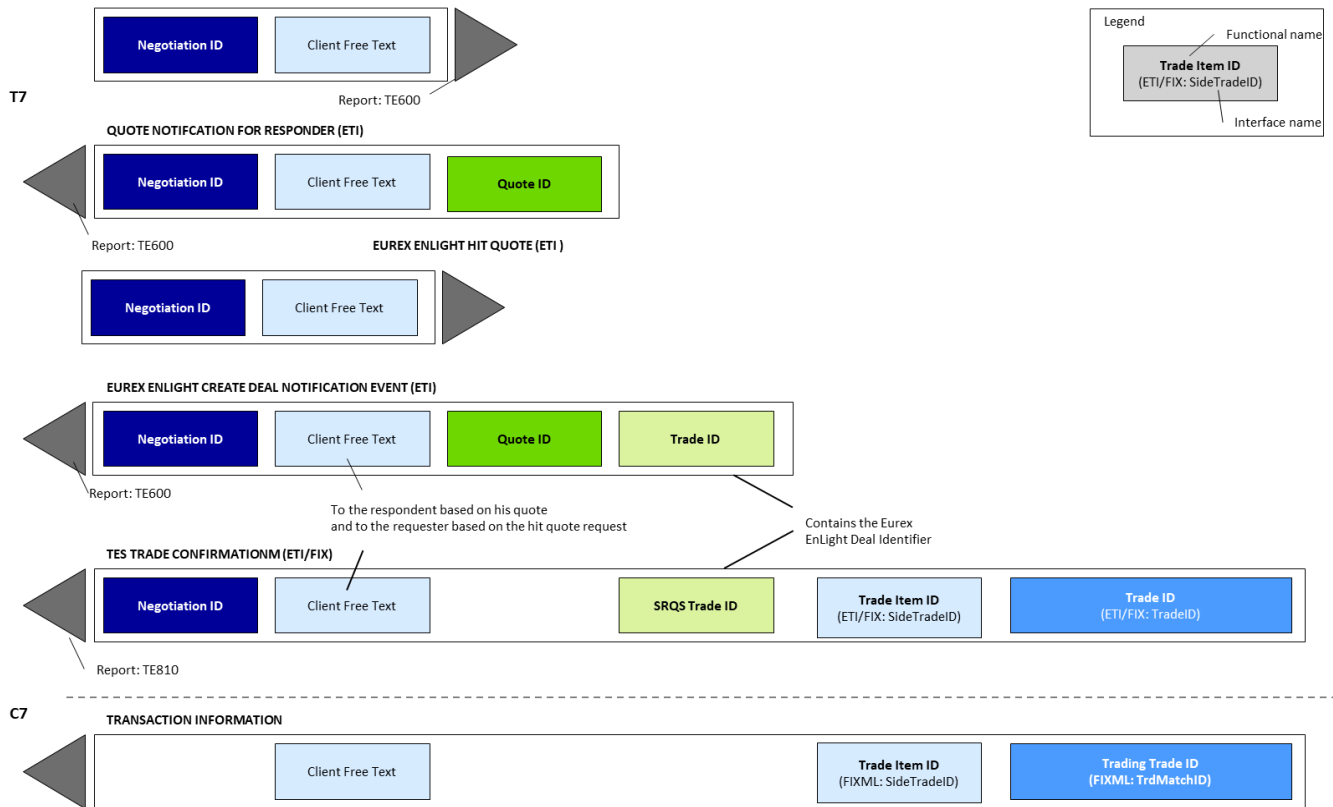 Legend
Functional name
Negotiation ID
Client Free Text
Trade Item ID
(ETI/FIX: SideTradeID)
T7
Report: TE600
Interface name
QUOTE NOTIFCATION FOR RESPONDER (ETI)
Negotiation ID
Client Free Text
Quote ID
Report: TE600
EUREX ENLIGHT HIT QUOTE (ETI )
Negotiation ID
Client Free Text
EUREX ENLIGHT CREATE DEAL NOTIFICATION EVENT (ETI)
Negotiation ID
Client Free Text
Quote ID
Trade ID
Report: TE600
To the respondent based on his quote
and to the requester based on the hit quote request
Contains the Eurex
EnLight Deal Identifier
TES TRADE CONFIRMATIONM (ETI/FIX)
Negotiation ID
Client Free Text
SRQS Trade ID
Trade Item ID
(ETI/FIX: SideTradeID)
Trade ID
(ETI/FIX: TradeID)
Report: TE810
C7
TRANSACTION INFORMATION
Client Free Text
Trade Item ID
(FIXML: SideTradeID)
Trading Trade ID
(FIXML: TrdMatchID)